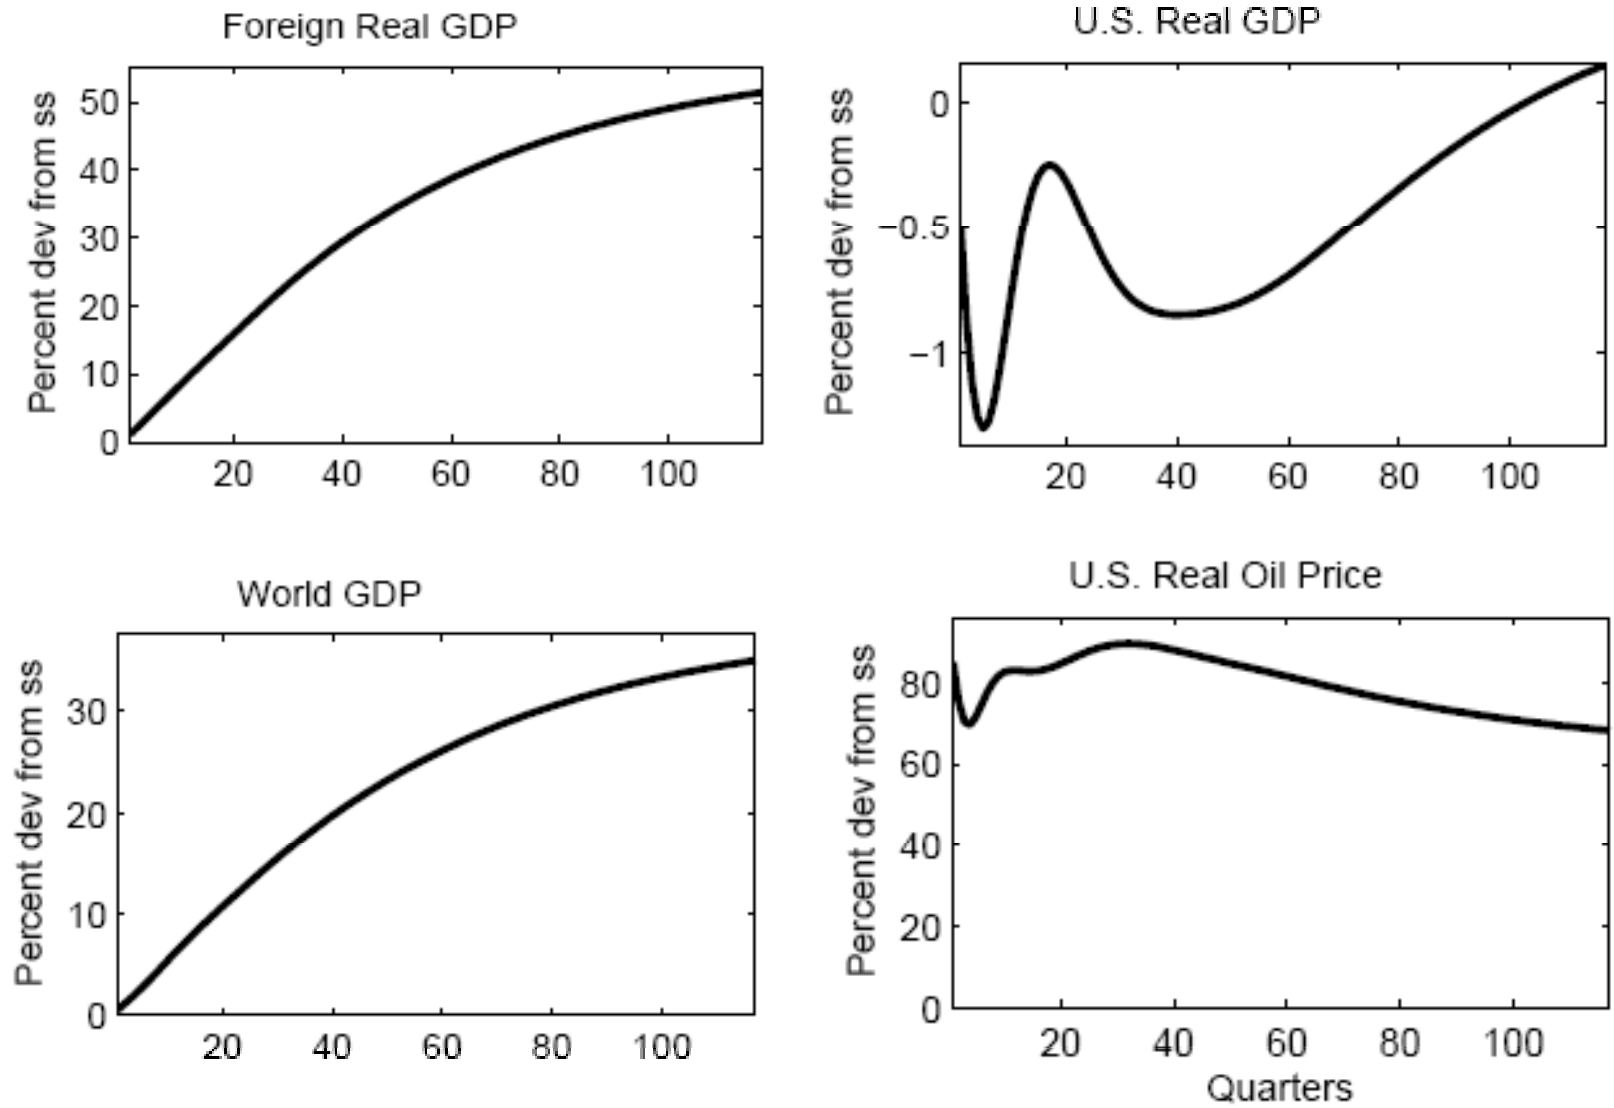 Foreign Real GDP
Percent dev from ss
50
40
30
20
10
0
20 40 60 80 100
U.S. Real GDP
Percent dev from ss
0
−0.5
−1
20 40 60 80 100
World GDP
Percent dev from ss
30
20
10
0
20 40 60 80 100
U.S. Real Oil Price
Percent dev from ss
80
60
40
20
0
20 40 60 80 100
Quarters